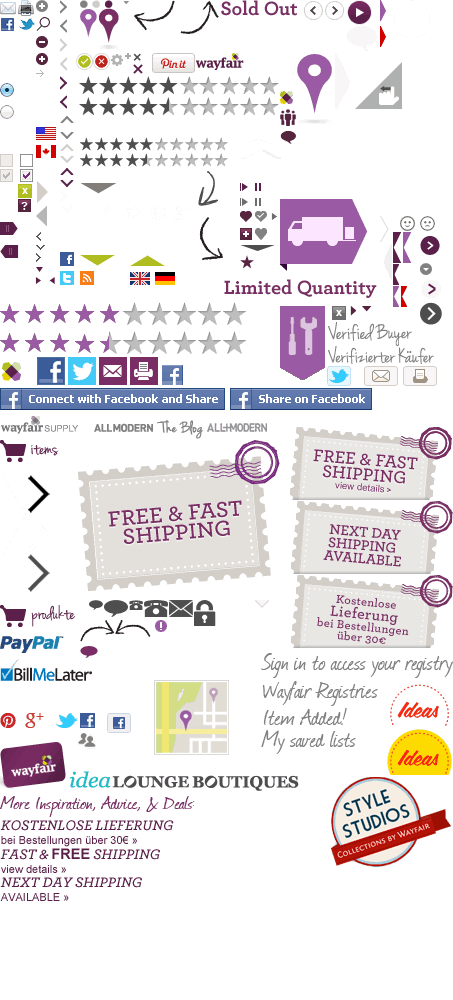 Sold Out
Pin it
wayfair
Limited Quantity
Verified Buyer
Verifizierter Käufer
Connect with Facebook and Share
Share on Facebook
wayfair SUPPLY
ALLMODERN
The Blog
ALLMODERN
items
FREE & FAST
SHIPPING
FREE & FAST
SHIPPING
view details >
NEXT DAY
SHIPPING
AVAILABLE
Kostenlose
Lieferung
bei Bestellungen
über 30€
produkte
PayPal
BillMeLater
Sign in to access your registry
Wayfair Registries
Item Added!
My saved lists
Ideas
Ideas
wayfair
idea LOUNGE BOUTIQUES
More Inspiration, Advice, & Deals:
KOSTENLOSE LIEFERUNG
bei Bestellungen über 30€ »
FAST & FREE SHIPPING
view details »
NEXT DAY SHIPPING
AVAILABLE »
STYLE
STUDIOS
COLLECTIONS BY WAYFAIR